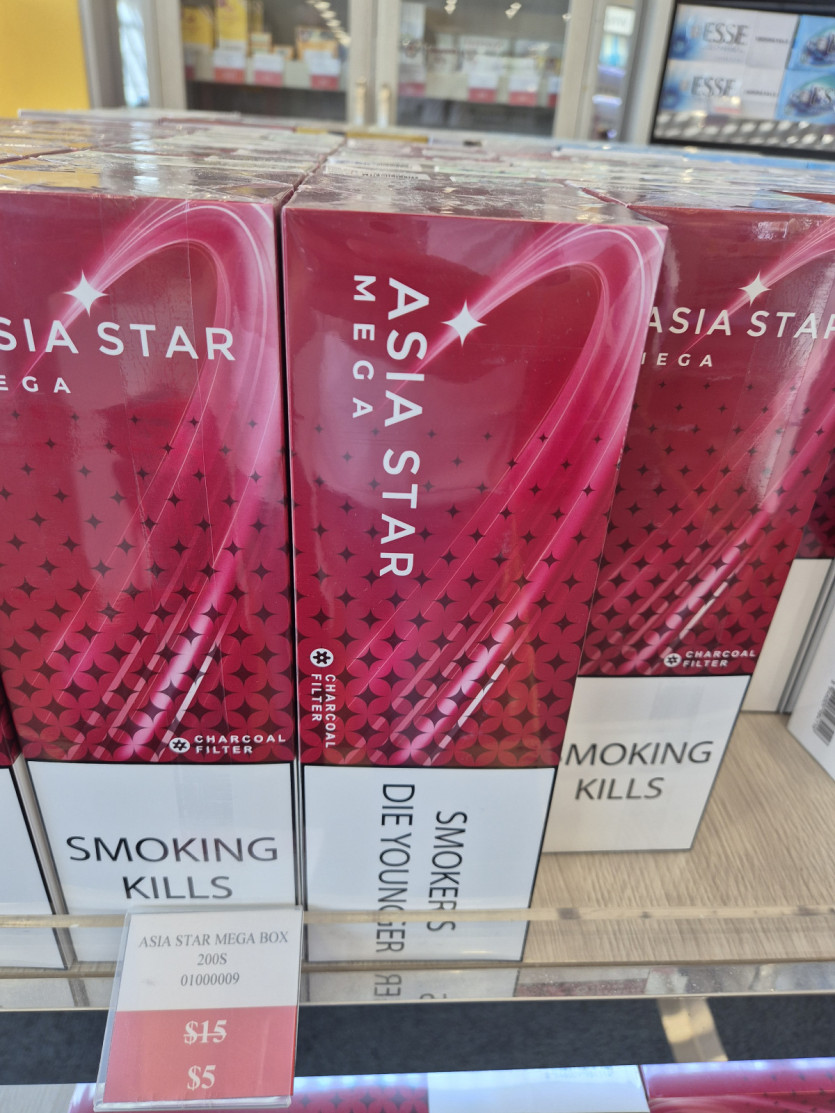 ESSE
ESSE
SIA STAR
EGA
CHARCOAL
FILTER
SMOKING
KILLS
ASIA STAR
MEGA
CHARCOAL
FILTER
SMOKERS
DIE YOUNGER
ASIA STAR
EGA
CHARCOAL
FILTER
MOKING
KILLS
ASIA STAR MEGA BOX
200S
01000009
$15
$5